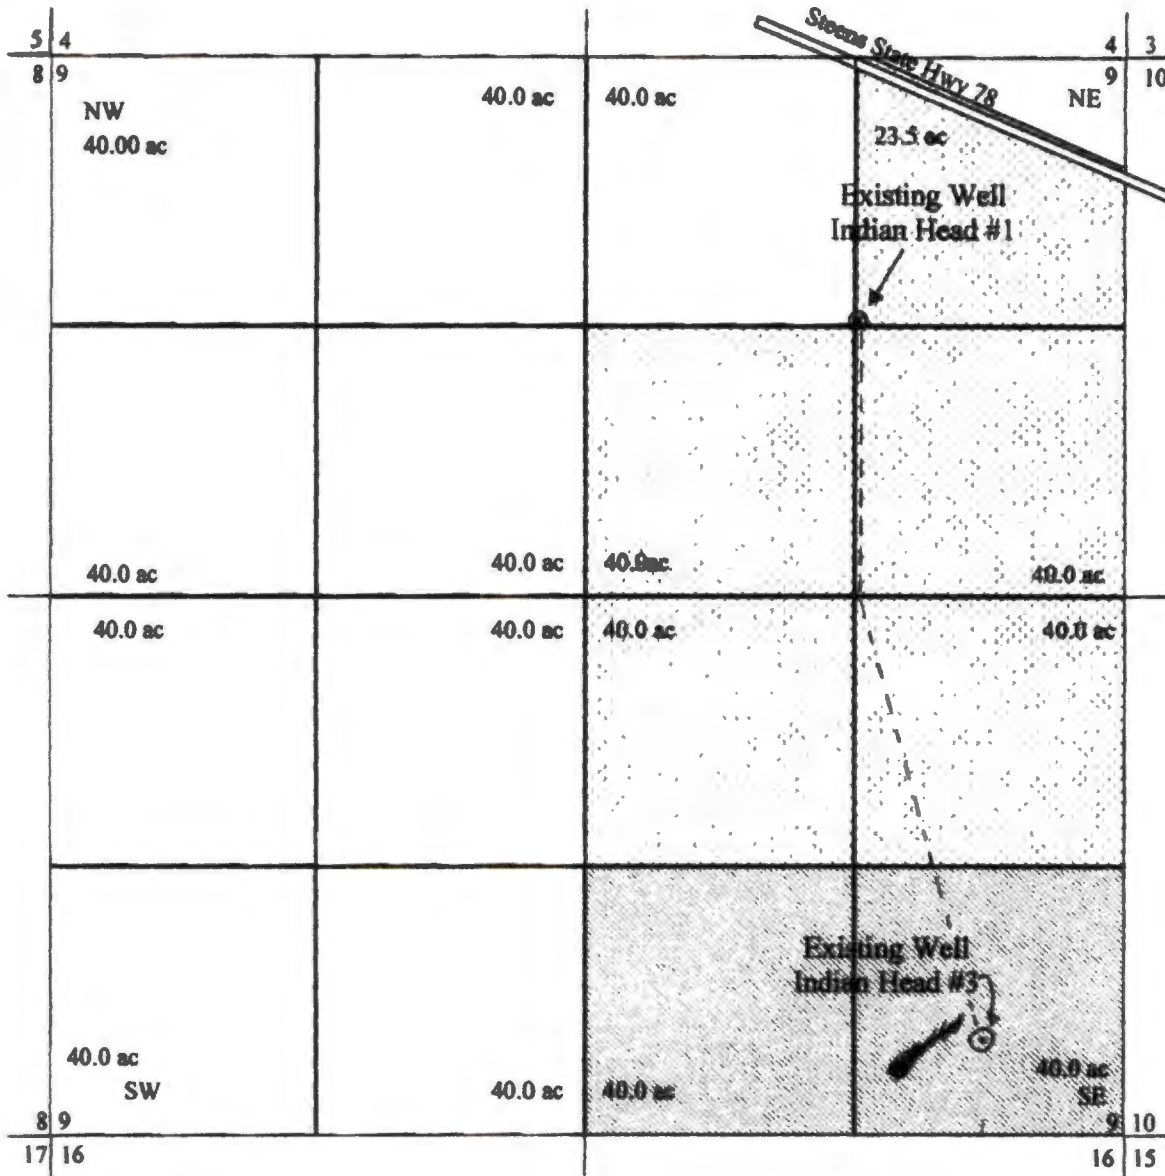 5 4
8 9
4 3
9 10
Steens State Hwy 78
NW
40.00 ac
40.0 ac
40.0 ac
NE
23.5 ac
Existing Well
Indian Head #1
40.0 ac
40.0 ac
40.0ac
40.0 ac
40.0 ac
40.0 ac
40.0 ac
40.0 ac
Existing Well
Indian Head #3
40.0 ac
SW
40.0 ac
40.0 ac
40.0 ac
SE
8 9
17 16
9 10
16 15